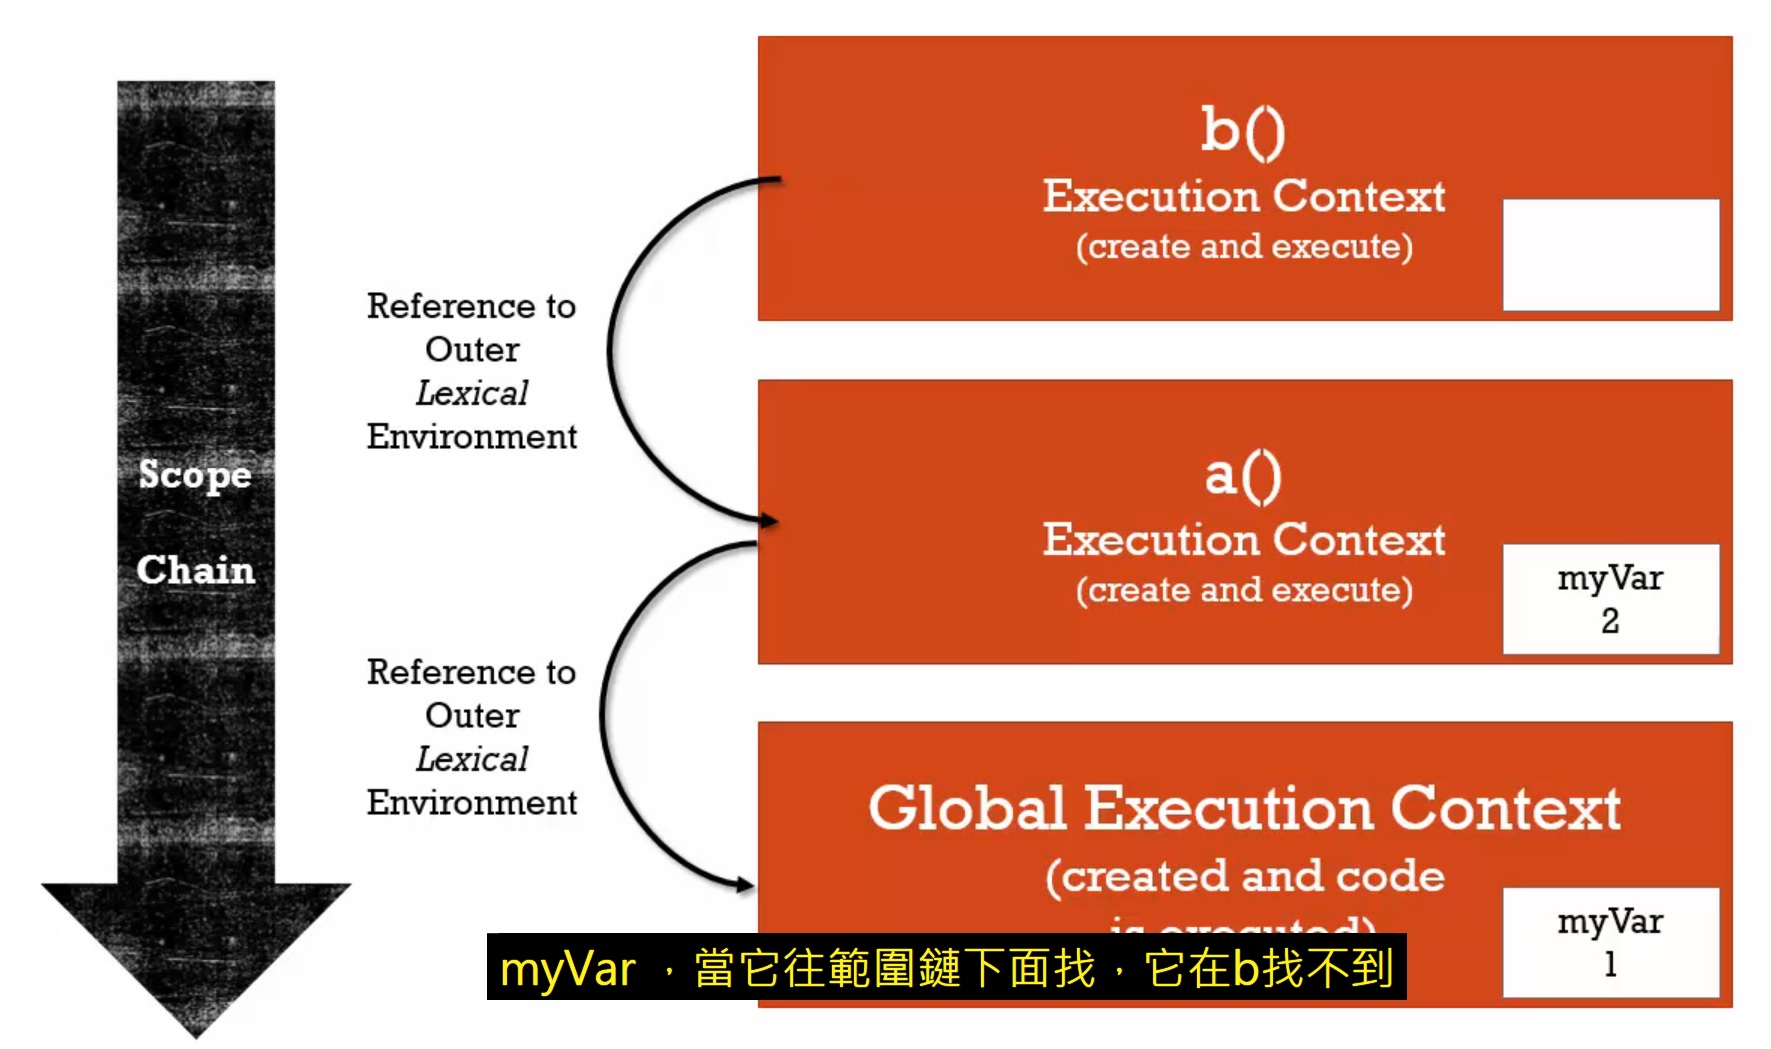 b()
Execution Context
(create and execute)
Reference to
Outer
Lexical
Environment
Scope
Chain
a()
Execution Context
(create and execute)
myVar
2
Reference to
Outer
Lexical
Environment
Global Execution Context
(created and code
is executed)
myVar
1
myVar ，當它往範圍鏈下面找，它在b找不到